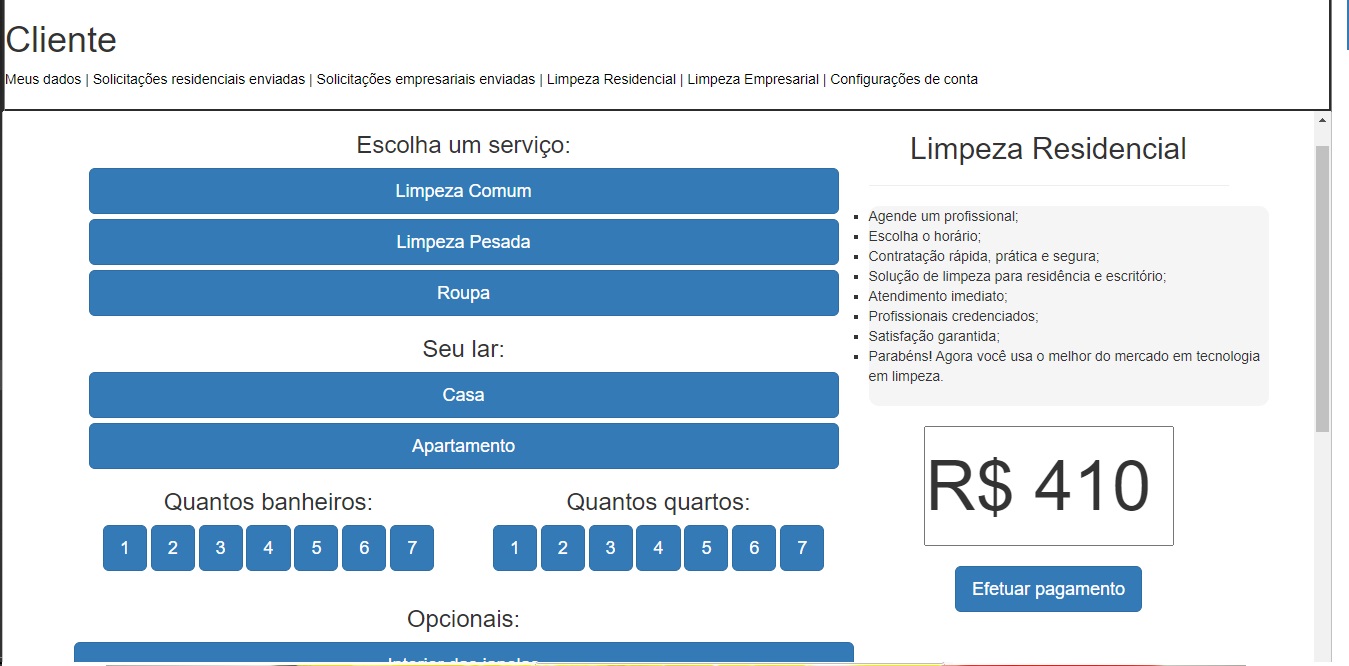 Cliente
Meus dados | Solicitações residenciais enviadas | Solicitações empresariais enviadas | Limpeza Residencial | Limpeza Empresarial | Configurações de conta
Escolha um serviço:
Limpeza Comum
Limpeza Pesada
Roupa
Seu lar:
Casa
Apartamento
Quantos banheiros:
1 2 3 4 5 6 7
Quantos quartos:
1 2 3 4 5 6 7
Opcionais:
Interior das janelas
Limpeza Residencial
Agende um profissional;
Escolha o horário;
Contratação rápida, prática e segura;
Solução de limpeza para residência e escritório;
Atendimento imediato;
Profissionais credenciados;
Satisfação garantida;
Parabéns! Agora você usa o melhor do mercado em tecnologia
em limpeza.
R$ 410
Efetuar pagamento